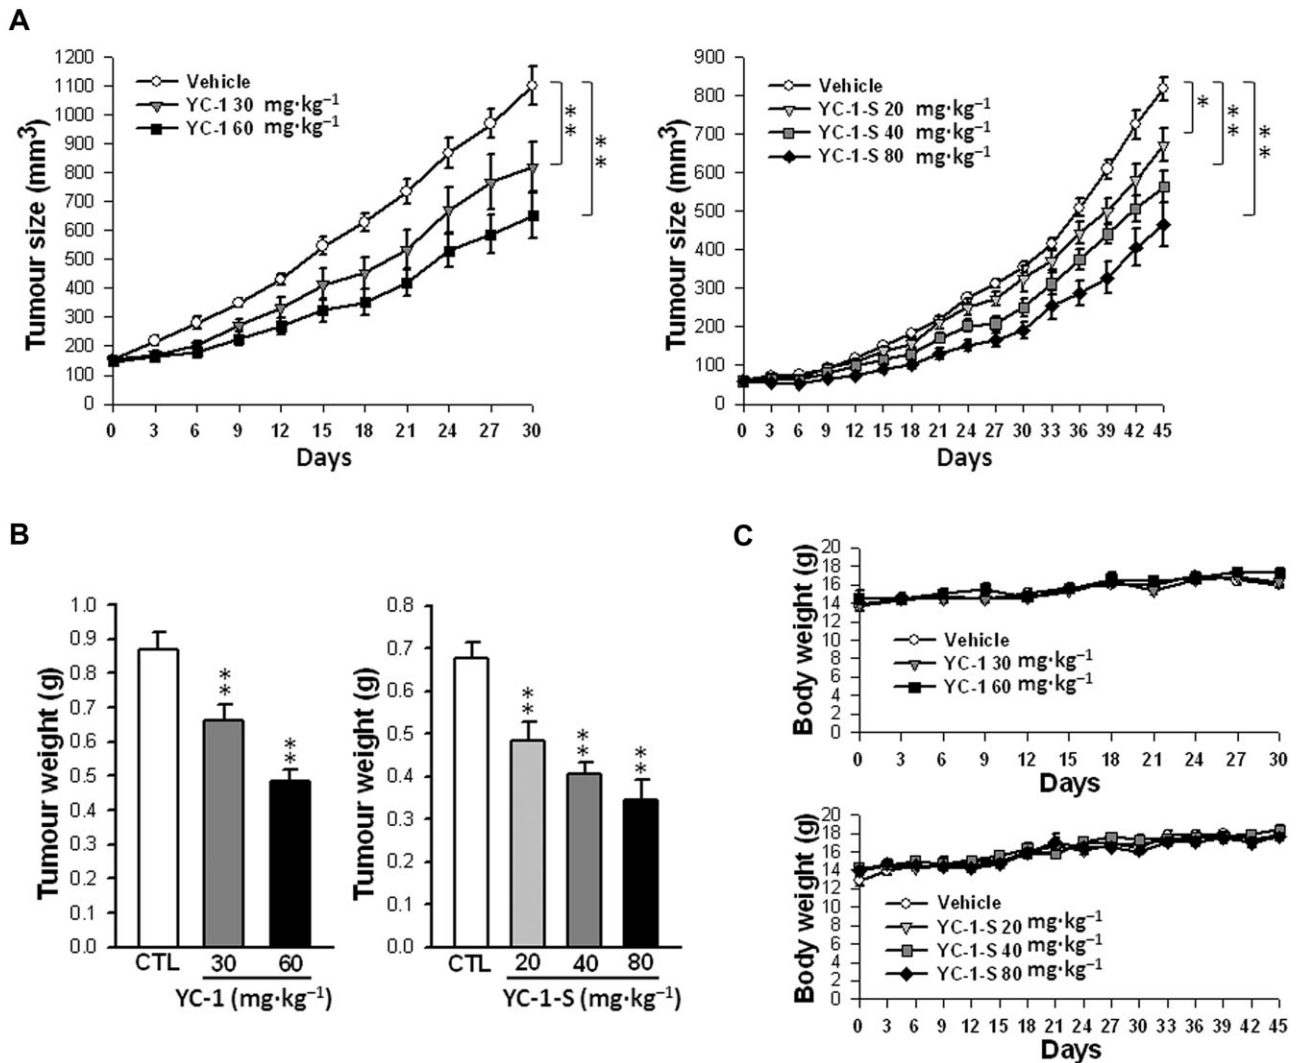 A
Tumour size (mm³)
1200
1100
1000
900
800
700
600
500
400
300
200
100
0
Vehicle
YC-1 30 mg·kg⁻¹
YC-1 60 mg·kg⁻¹
**
**
0 3 6 9 12 15 18 21 24 27 30
Days
Tumour size (mm³)
900
800
700
600
500
400
300
200
100
0
Vehicle
YC-1-S 20 mg·kg⁻¹
YC-1-S 40 mg·kg⁻¹
YC-1-S 80 mg·kg⁻¹
*
**
**
0 3 6 9 12 15 18 21 24 27 30 33 36 39 42 45
Days
B
Tumour weight (g)
1.0
0.9
0.8
0.7
0.6
0.5
0.4
0.3
0.2
0.1
0.0
**
**
CTL 30 60
YC-1 (mg·kg⁻¹)
Tumour weight (g)
0.8
0.7
0.6
0.5
0.4
0.3
0.2
0.1
0.0
**
**
**
CTL 20 40 80
YC-1-S (mg·kg⁻¹)
C
Body weight (g)
20
18
16
14
12
10
8
6
4
2
0
Vehicle
YC-1 30 mg·kg⁻¹
YC-1 60 mg·kg⁻¹
0 3 6 9 12 15 18 21 24 27 30
Days
Body weight (g)
20
18
16
14
12
10
8
6
4
2
0
Vehicle
YC-1-S 20 mg·kg⁻¹
YC-1-S 40 mg·kg⁻¹
YC-1-S 80 mg·kg⁻¹
0 3 6 9 12 15 18 21 24 27 30 33 36 39 42 45
Days